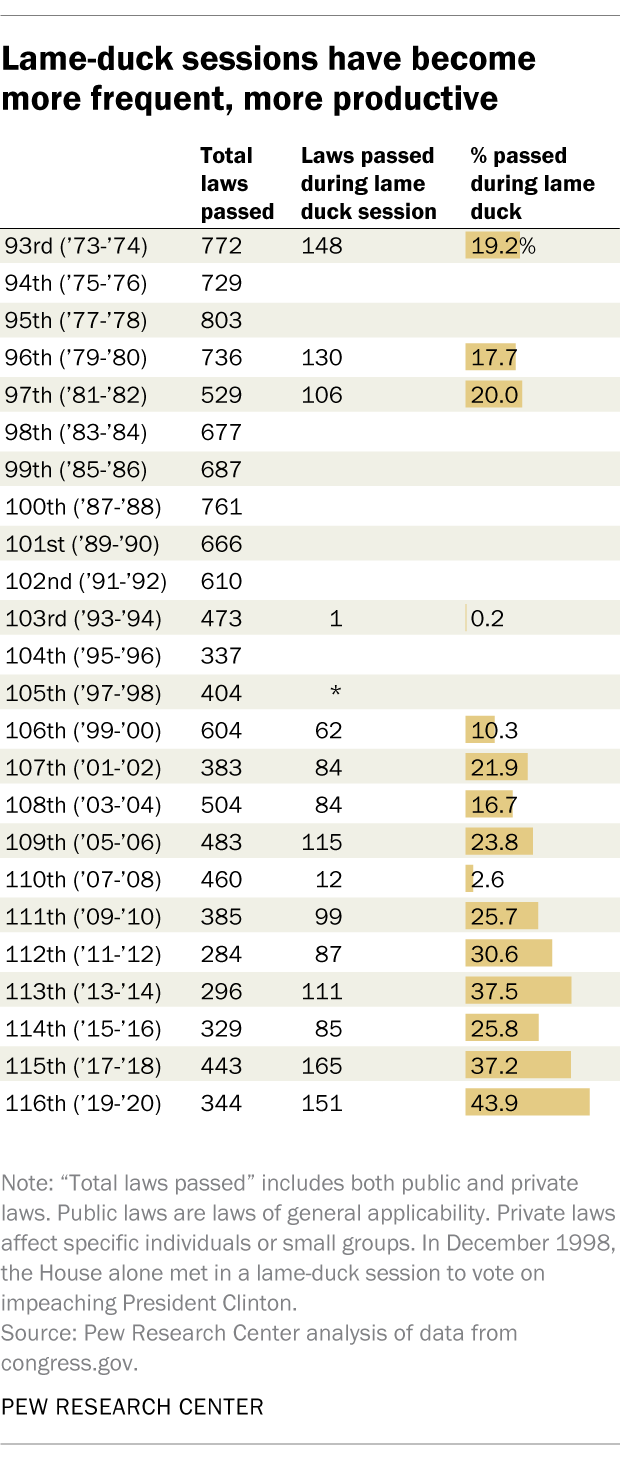 Lame-duck sessions have become
more frequent, more productive
Total laws passed Laws passed during lame duck session % passed during lame duck
93rd (’73-’74) 772 148 19.2%
94th (’75-’76) 729
95th (’77-’78) 803
96th (’79-’80) 736 130 17.7
97th (’81-’82) 529 106 20.0
98th (’83-’84) 677
99th (’85-’86) 687
100th (’87-’88) 761
101st (’89-’90) 666
102nd (’91-’92) 610
103rd (’93-’94) 473 1 0.2
104th (’95-’96) 337
105th (’97-’98) 404 *
106th (’99-’00) 604 62 10.3
107th (’01-’02) 383 84 21.9
108th (’03-’04) 504 84 16.7
109th (’05-’06) 483 115 23.8
110th (’07-’08) 460 12 2.6
111th (’09-’10) 385 99 25.7
112th (’11-’12) 284 87 30.6
113th (’13-’14) 296 111 37.5
114th (’15-’16) 329 85 25.8
115th (’17-’18) 443 165 37.2
116th (’19-’20) 344 151 43.9
Note: “Total laws passed” includes both public and private
laws. Public laws are laws of general applicability. Private laws
affect specific individuals or small groups. In December 1998,
the House alone met in a lame-duck session to vote on
impeaching President Clinton.
Source: Pew Research Center analysis of data from
congress.gov.
PEW RESEARCH CENTER